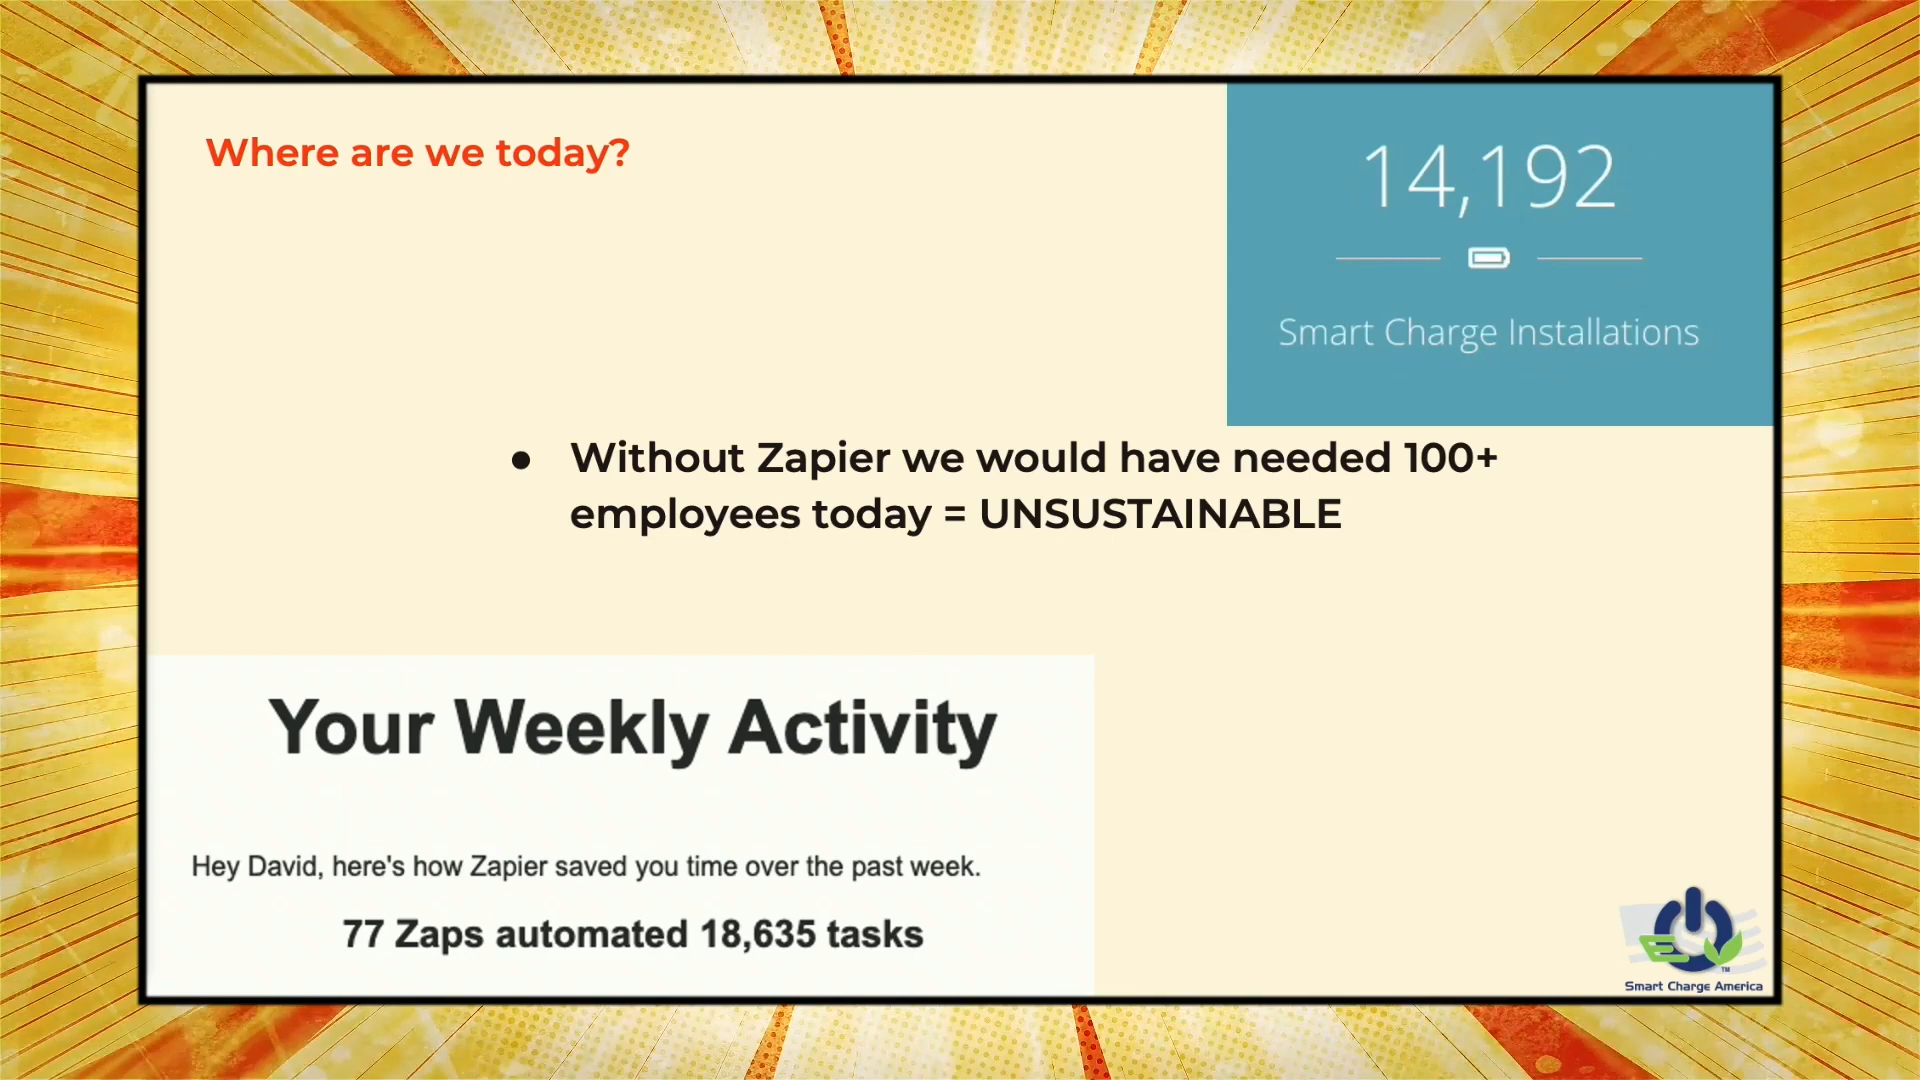 Where are we today?
14,192
Smart Charge Installations
● Without Zapier we would have needed 100+
employees today = UNSUSTAINABLE
Your Weekly Activity
Hey David, here's how Zapier saved you time over the past week.
77 Zaps automated 18,635 tasks
EV
TM
Smart Charge America